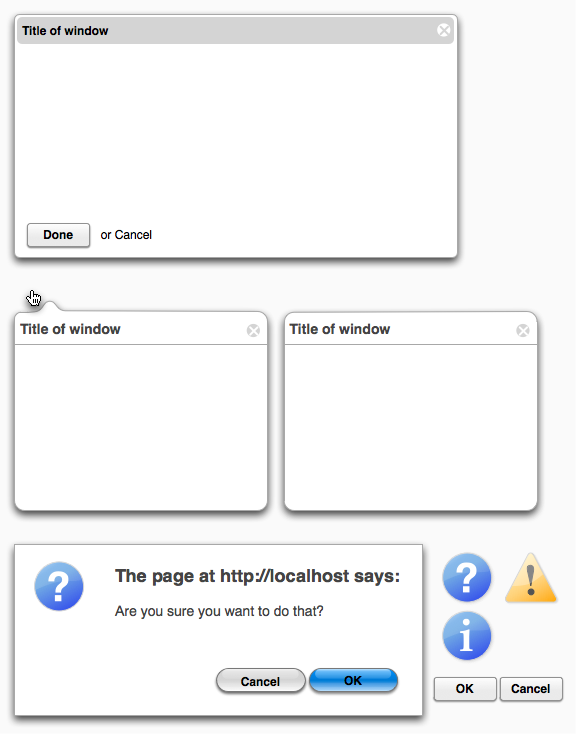 Title of window
Done or Cancel
Title of window
Title of window
The page at http://localhost says:
Are you sure you want to do that?
Cancel OK
OK Cancel